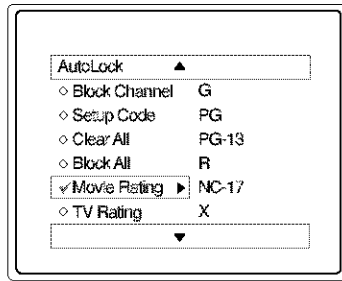 AutoLock
Block Channel G
Setup Code PG
Clear All PG-13
Block All R
Movie Rating NC-17
TV Rating X